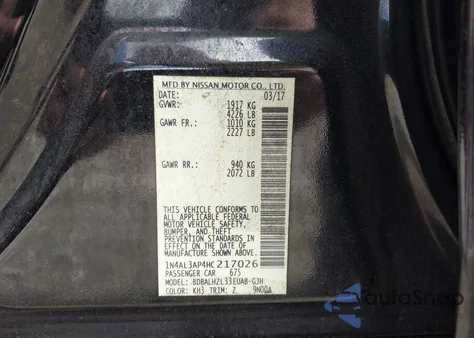 MFD BY NISSAN MOTOR CO., LTD.
DATE: 03/17
GVWR: 1917 KG
4226 LB
GAWR FR: 1010 KG
2227 LB
GAWR RR: 940 KG
2072 LB
THIS VEHICLE CONFORMS TO
ALL APPLICABLE FEDERAL
MOTOR VEHICLE SAFETY,
BUMPER, AND THEFT
PREVENTION STANDARDS IN
EFFECT ON THE DATE OF
MANUFACTURE SHOWN ABOVE.
1N4AL3AP4HC217026
PASSENGER CAR 675
MODEL: BDBALHZL33EUAB-GJH
COLOR: KH3 TRIM: Z 9N00A
AutoSnap